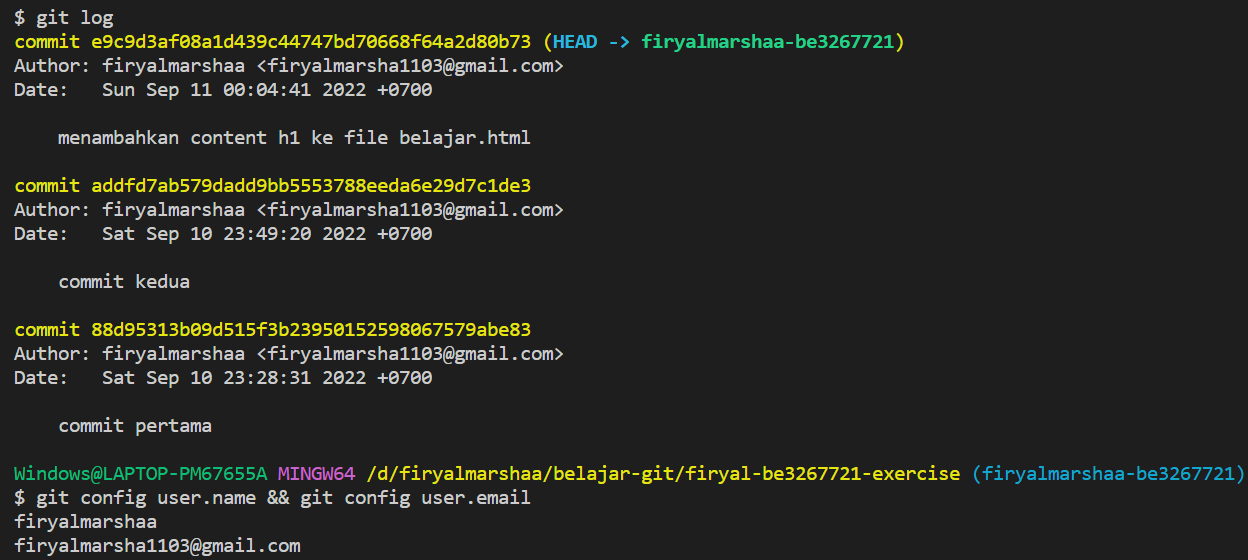 $ git log
commit e9c9d3af08a1d439c44747bd70668f64a2d80b73 (HEAD -> firyalmarshaa-be3267721)
Author: firyalmarshaa <firyalmarsha1103@gmail.com>
Date:   Sun Sep 11 00:04:41 2022 +0700
    menambahkan content h1 ke file belajar.html
commit addfd7ab579dadd9bb5553788eeda6e29d7c1de3
Author: firyalmarshaa <firyalmarsha1103@gmail.com>
Date:   Sat Sep 10 23:49:20 2022 +0700
    commit kedua
commit 88d95313b09d515f3b23950152598067579abe83
Author: firyalmarshaa <firyalmarsha1103@gmail.com>
Date:   Sat Sep 10 23:28:31 2022 +0700
    commit pertama
Windows@LAPTOP-PM67655A MINGW64 /d/firyalmarshaa/belajar-git/firyal-be3267721-exercise (firyalmarshaa-be3267721)
$ git config user.name && git config user.email
firyalmarshaa
firyalmarsha1103@gmail.com